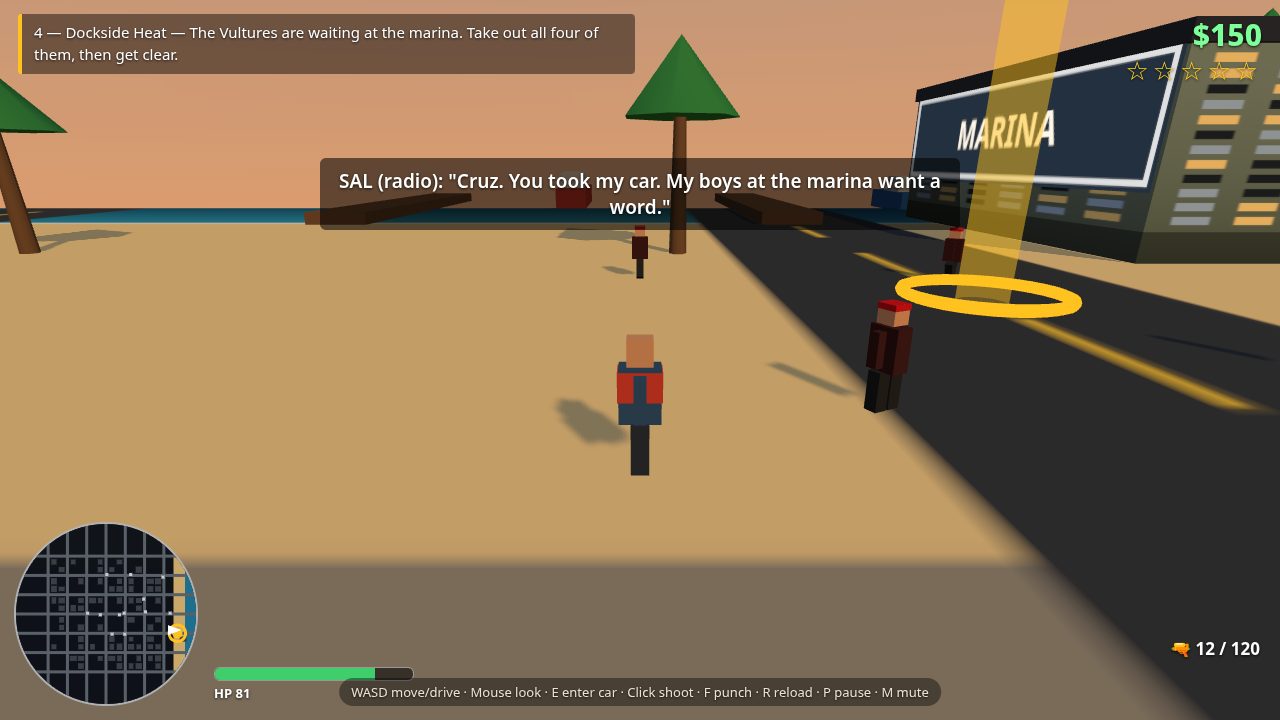 4 — Dockside Heat — The Vultures are waiting at the marina. Take out all four of
them, then get clear.
$150
MARINA
SAL (radio): "Cruz. You took my car. My boys at the marina want a
word."
12 / 120
HP 81
WASD move/drive · Mouse look · E enter car · Click shoot · F punch · R reload · P pause · M mute